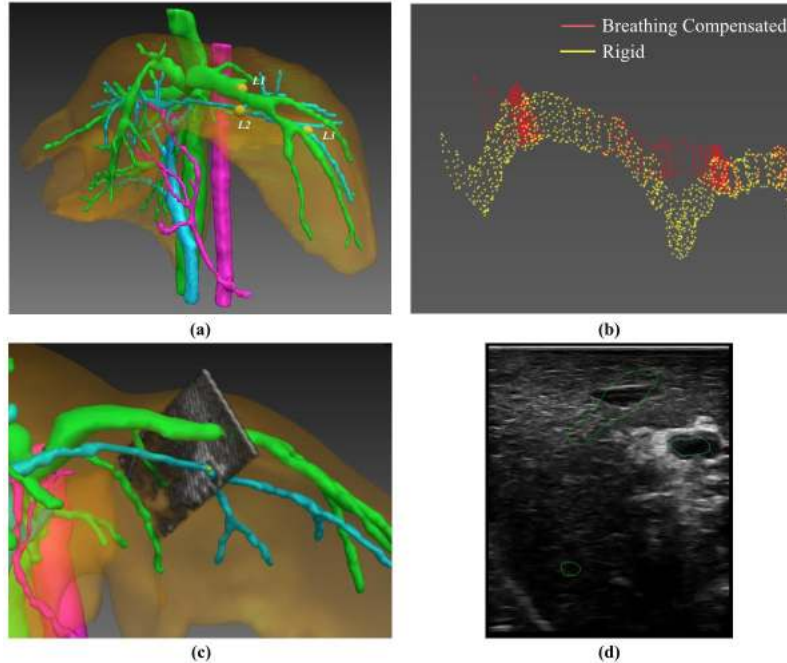 L1
L2
L3
Breathing Compensated
Rigid
(a)
(b)
(c)
(d)